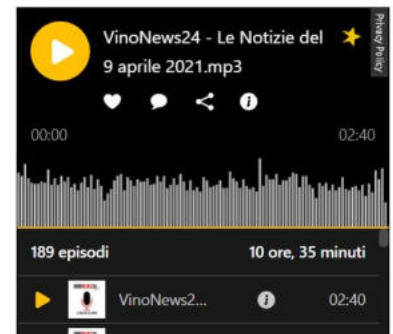 VinoNews24 - Le Notizie del
9 aprile 2021.mp3
Privacy Policy
00:00
02:40
189 episodi
10 ore, 35 minuti
VinoNews2...
02:40